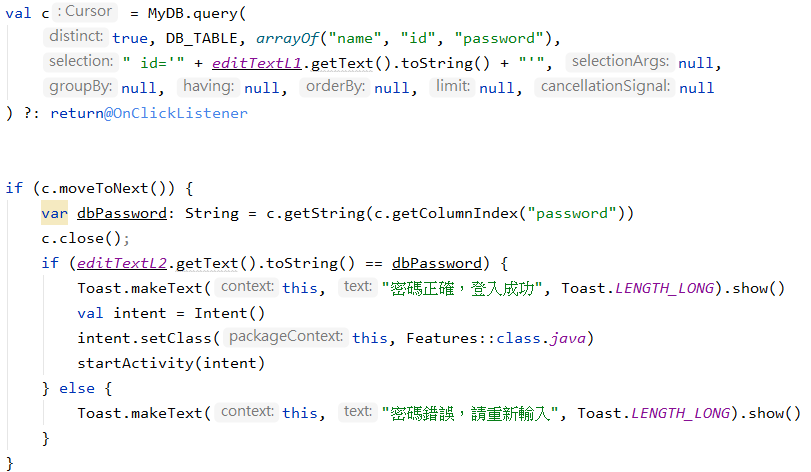 val c : Cursor = MyDB.query(
distinct: true, DB_TABLE, arrayOf("name", "id", "password"),
selection: " id='" + editTextL1.getText().toString() + "'", selectionArgs: null,
groupBy: null, having: null, orderBy: null, limit: null, cancellationSignal: null
) ?: return@OnClickListener
if (c.moveToNext()) {
var dbPassword: String = c.getString(c.getColumnIndex("password"))
c.close();
if (editTextL2.getText().toString() == dbPassword) {
Toast.makeText( context: this, text: "密碼正確，登入成功", Toast.LENGTH_LONG).show()
val intent = Intent()
intent.setClass( packageContext: this, Features::class.java)
startActivity(intent)
} else {
Toast.makeText( context: this, text: "密碼錯誤，請重新輸入", Toast.LENGTH_LONG).show()
}
}